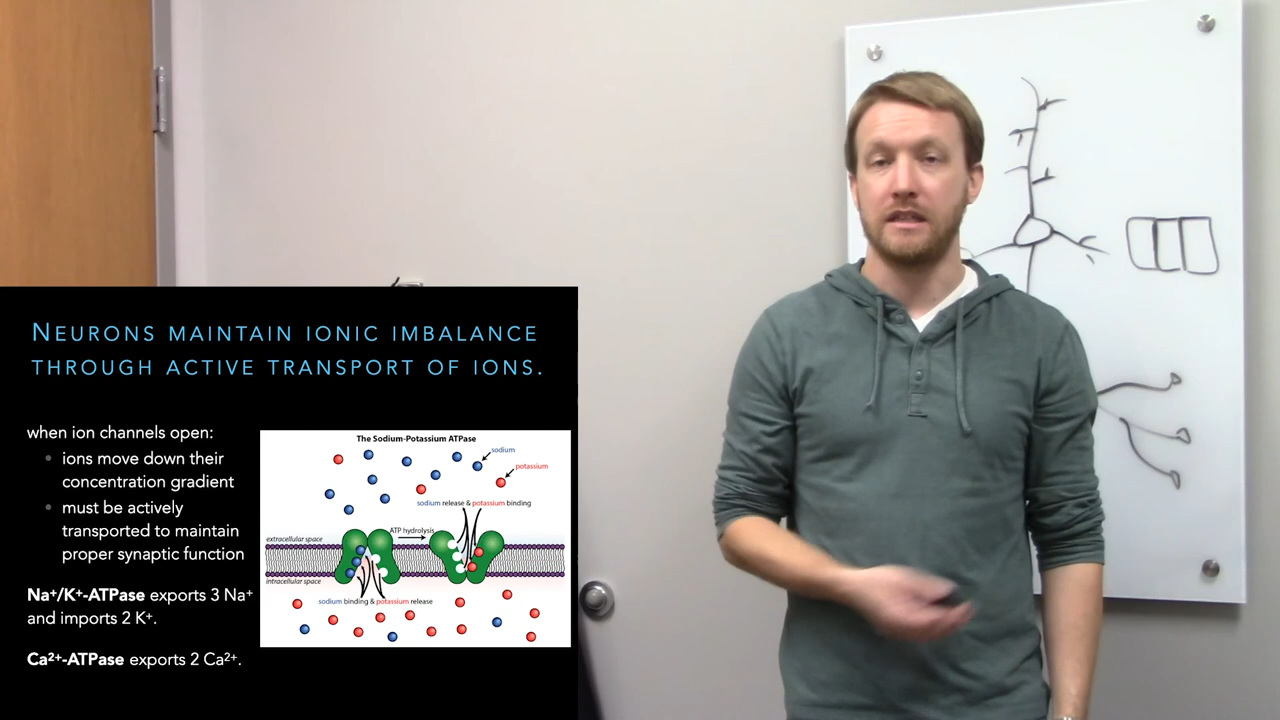 NEURONS MAINTAIN IONIC IMBALANCE
THROUGH ACTIVE TRANSPORT OF IONS.
when ion channels open:
• ions move down their
concentration gradient
• must be actively
transported to maintain
proper synaptic function
Na⁺/K⁺-ATPase exports 3 Na⁺
and imports 2 K⁺.
Ca²⁺-ATPase exports 2 Ca²⁺.
The Sodium-Potassium ATPase
sodium
potassium
sodium release & potassium binding
ATP hydrolysis
extracellular space
intracellular space
sodium binding & potassium release